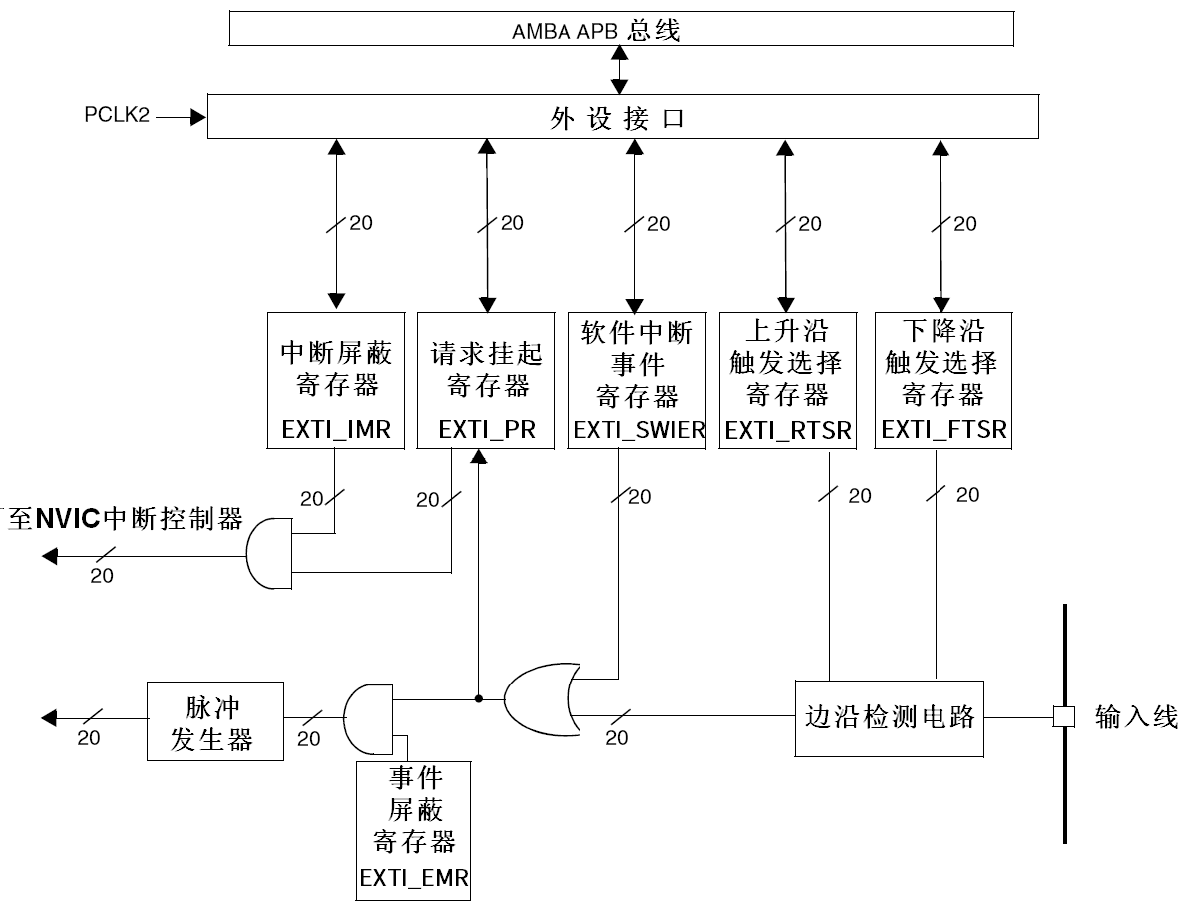 AMBA APB 总线
PCLK2
外设接口
20
20
20
20
20
中断屏蔽
寄存器
EXTI_IMR
请求挂起
寄存器
EXTI_PR
软件中断
事件
寄存器
EXTI_SWIER
上升沿
触发选择
寄存器
EXTI_RTSR
下降沿
触发选择
寄存器
EXTI_FTSR
20
20
20
20
20
至NVIC中断控制器
20
脉冲
发生器
边沿检测电路
输入线
20
20
20
事件
屏蔽
寄存器
EXTI_EMR